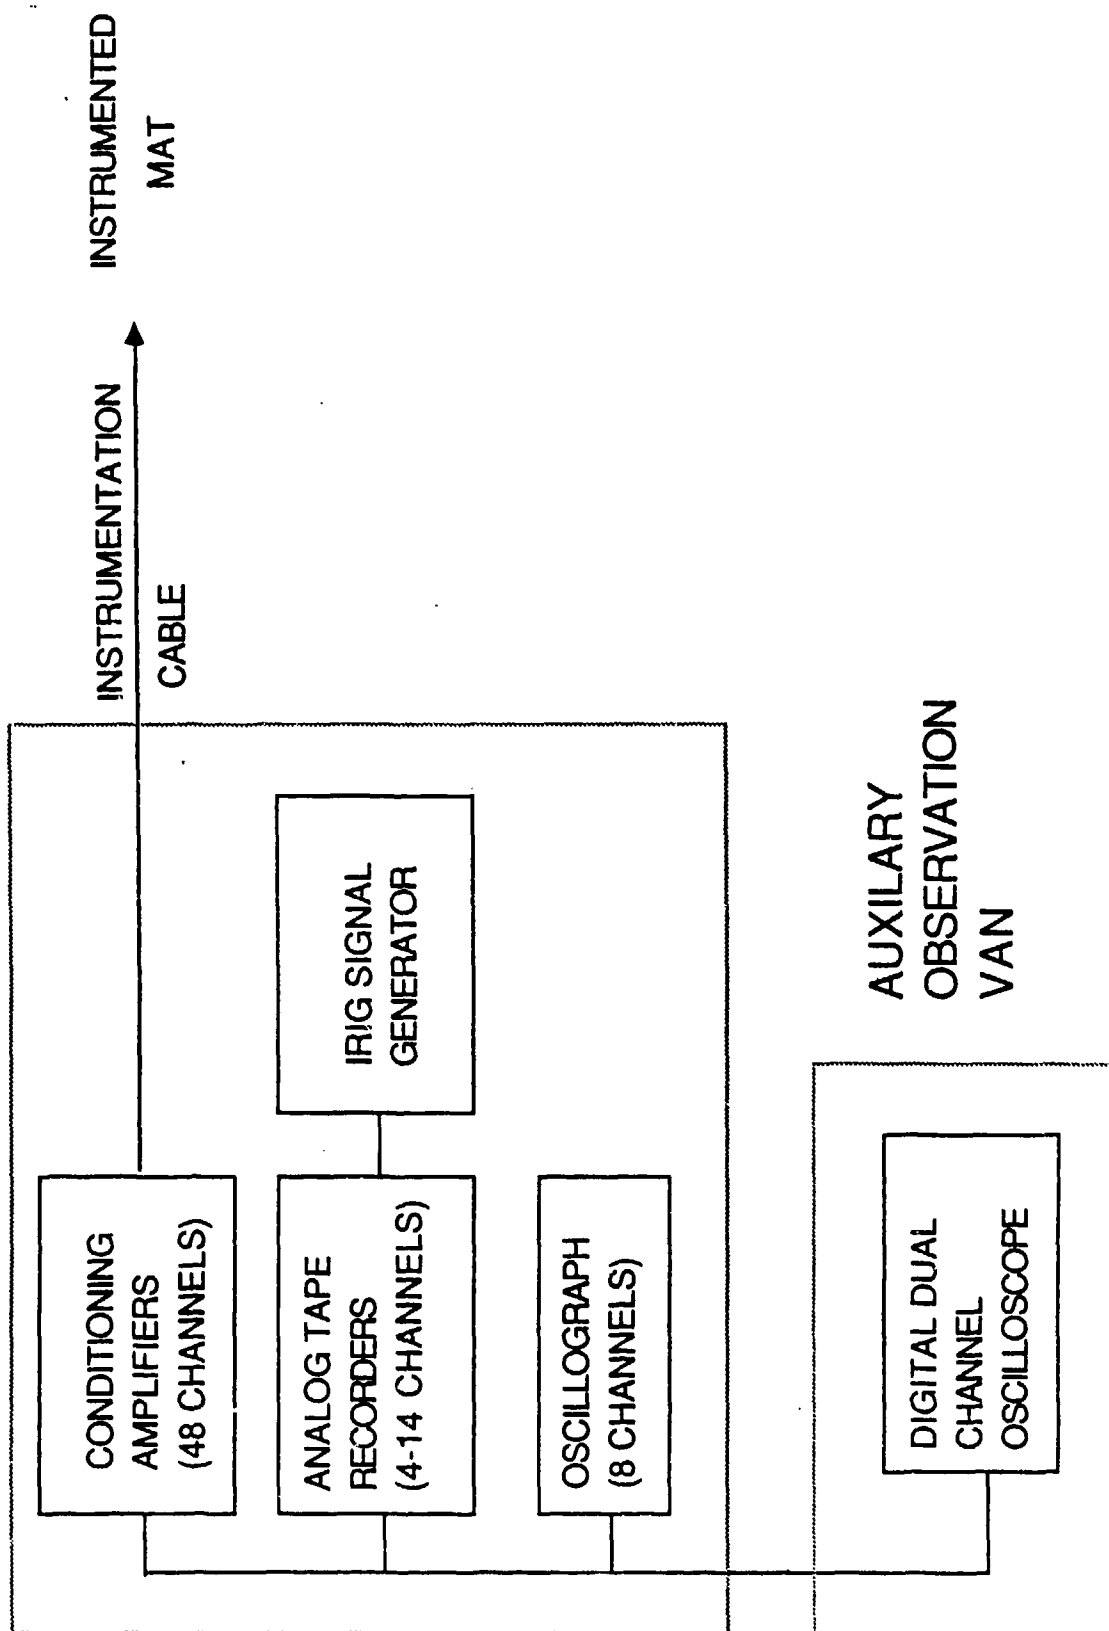 CONDITIONING
AMPLIFIERS
(48 CHANNELS)
INSTRUMENTATION
CABLE
INSTRUMENTED
MAT
ANALOG TAPE
RECORDERS
(4-14 CHANNELS)
IRIG SIGNAL
GENERATOR
OSCILLOGRAPH
(8 CHANNELS)
AUXILARY
OBSERVATION
VAN
DIGITAL DUAL
CHANNEL
OSCILLOSCOPE